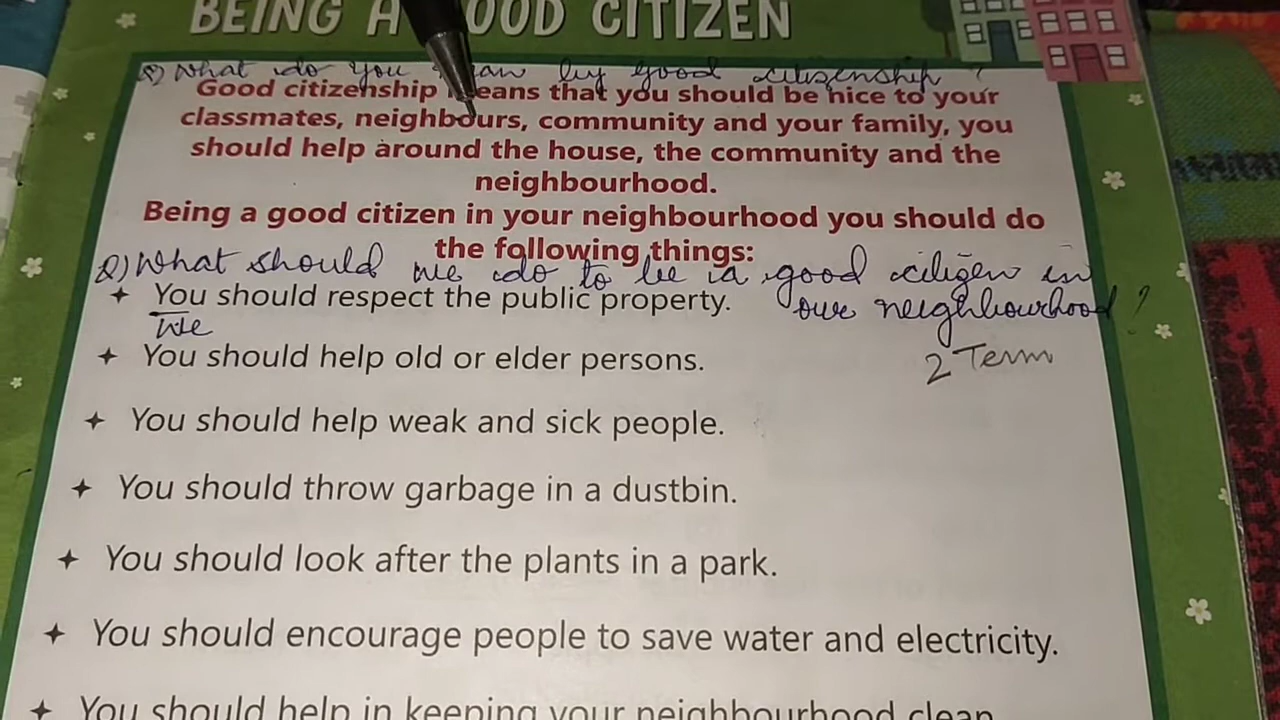 BEING A GOOD CITIZEN
Q) What do you mean by good citizenship ?
Good citizenship means that you should be nice to your
classmates, neighbours, community and your family, you
should help around the house, the community and the
neighbourhood.
Being a good citizen in your neighbourhood you should do
the following things:
Q) What should we do to be a good citizen in
our neighbourhood ?
You should respect the public property.
We
2 Term
You should help old or elder persons.
You should help weak and sick people.
You should throw garbage in a dustbin.
You should look after the plants in a park.
You should encourage people to save water and electricity.
You should help in keeping your neighbourhood clean.